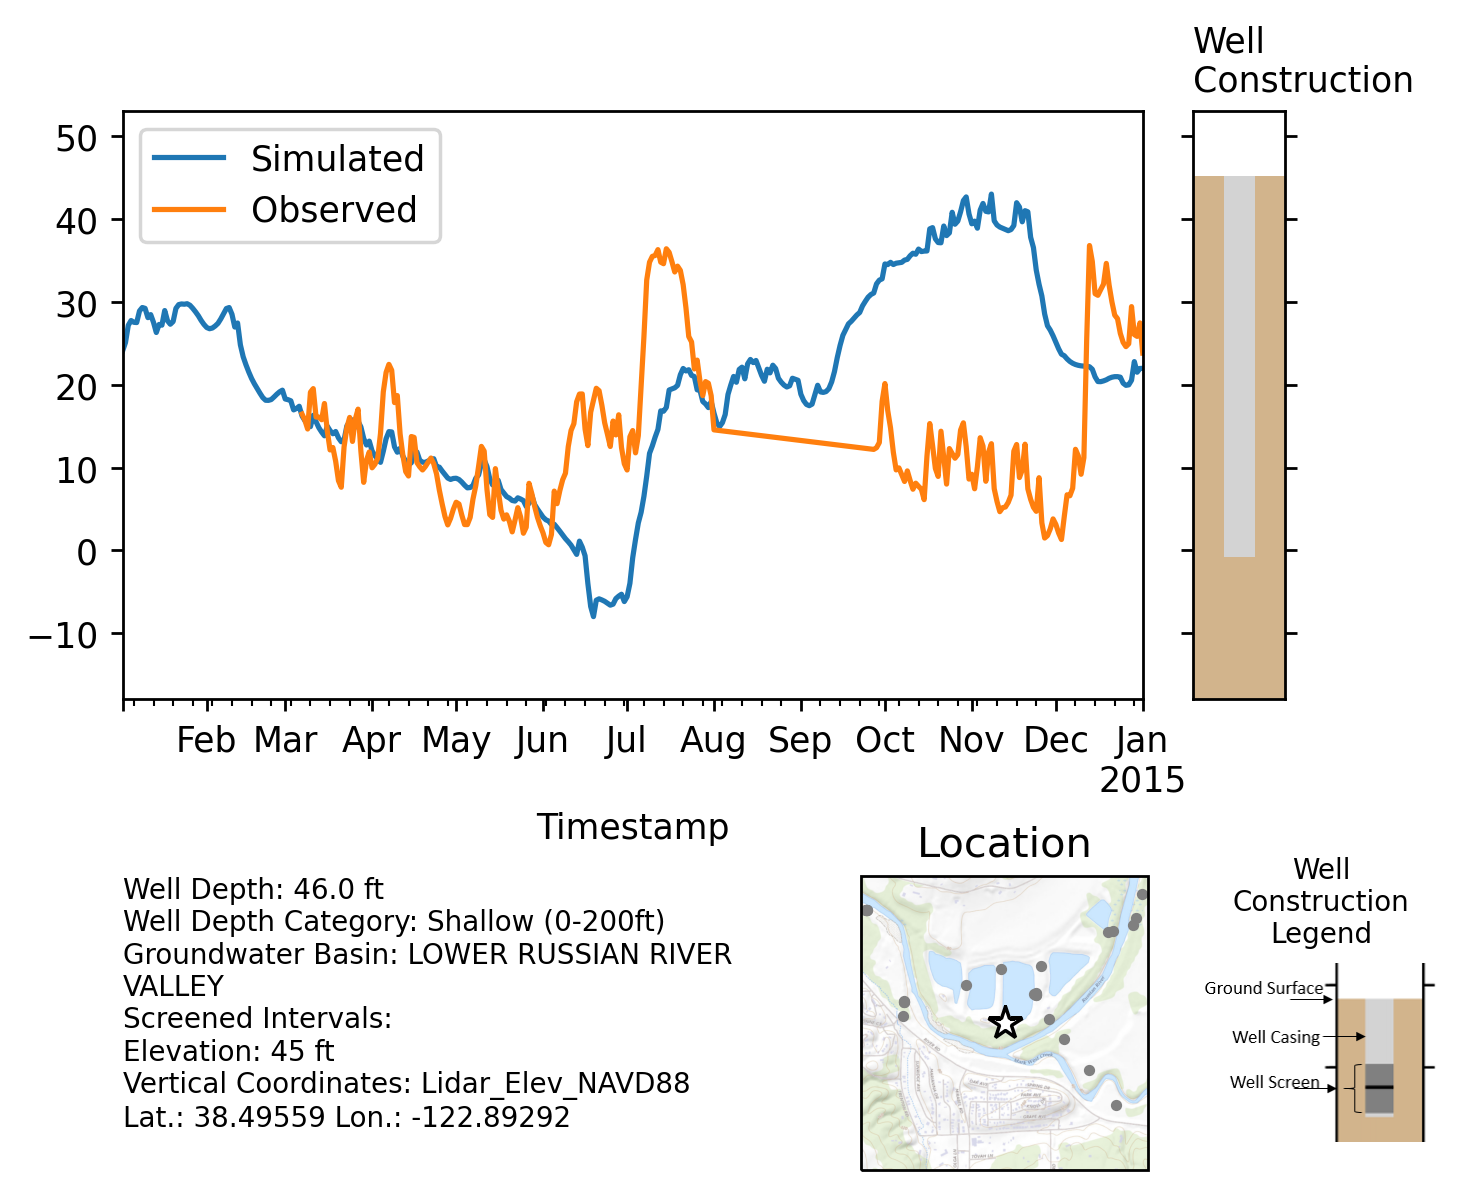 Well
Construction
50
40
30
20
10
0
−10
Simulated
Observed
Feb Mar Apr May Jun Jul Aug Sep Oct Nov Dec Jan
2015
Timestamp
Well Depth: 46.0 ft
Well Depth Category: Shallow (0-200ft)
Groundwater Basin: LOWER RUSSIAN RIVER
VALLEY
Screened Intervals:
Elevation: 45 ft
Vertical Coordinates: Lidar_Elev_NAVD88
Lat.: 38.49559 Lon.: -122.89292
Location
Well
Construction
Legend
Ground Surface
Well Casing
Well Screen